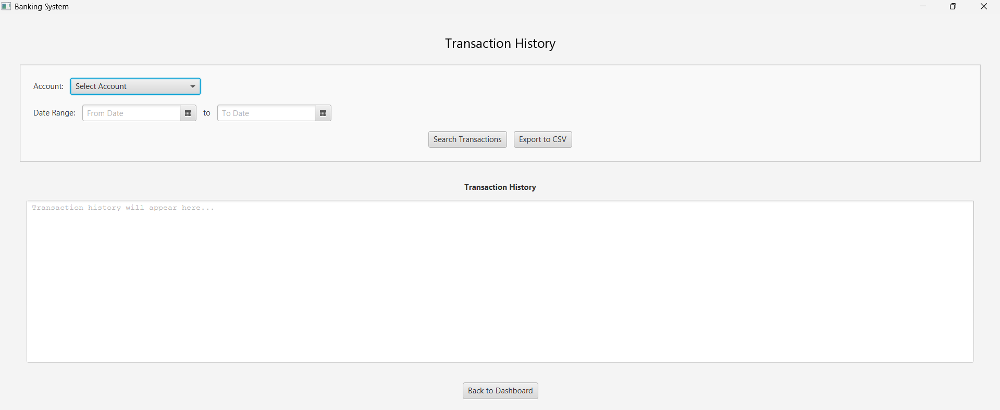 Banking System
Transaction History
Account: Select Account
Date Range: From Date to To Date
Search Transactions Export to CSV
Transaction History
Transaction history will appear here...
Back to Dashboard